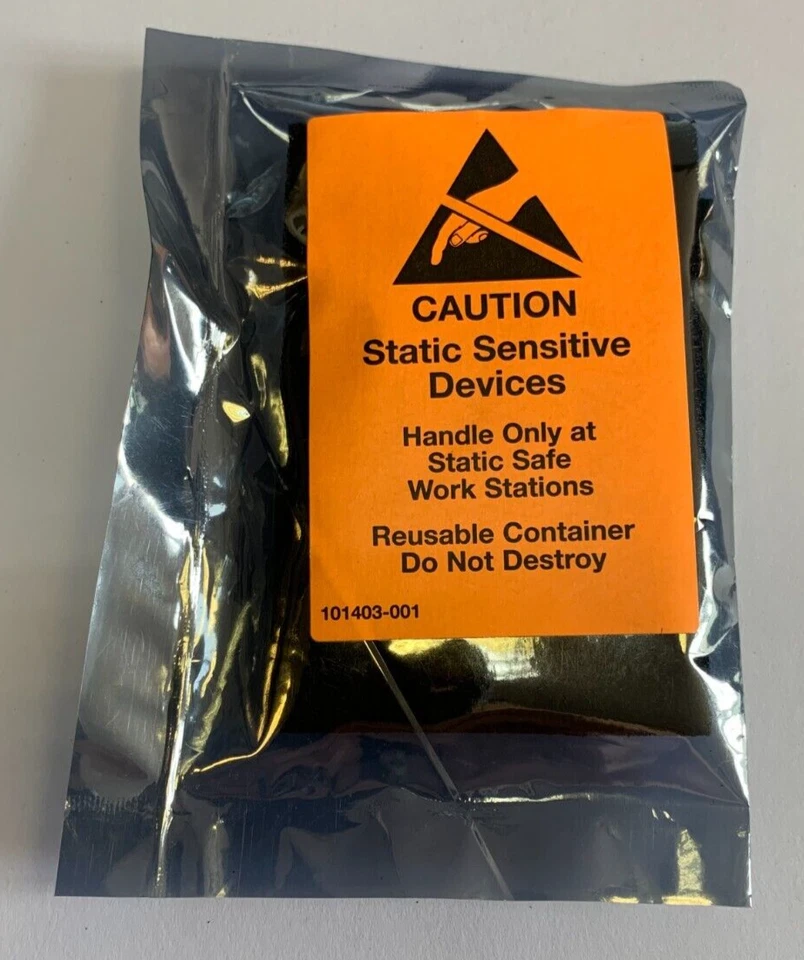 CAUTION
Static Sensitive
Devices
Handle Only at
Static Safe
Work Stations
Reusable Container
Do Not Destroy
101403-001